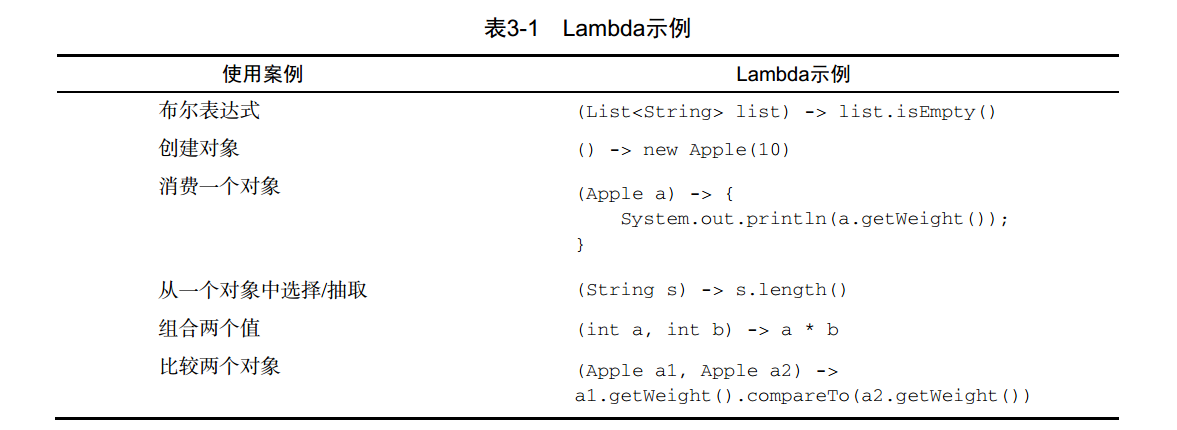 表3-1 Lambda示例
使用案例 Lambda示例
布尔表达式 (List<String> list) -> list.isEmpty()
创建对象 () -> new Apple(10)
消费一个对象 (Apple a) -> {
    System.out.println(a.getWeight());
}
从一个对象中选择/抽取 (String s) -> s.length()
组合两个值 (int a, int b) -> a * b
比较两个对象 (Apple a1, Apple a2) ->
a1.getWeight().compareTo(a2.getWeight())